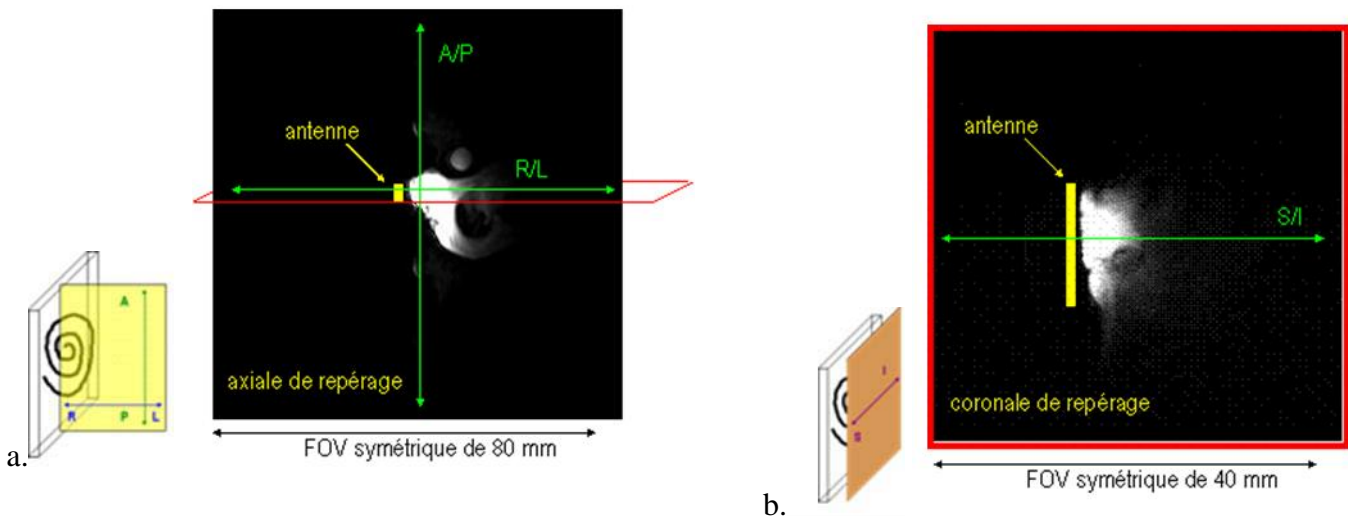 A/P
antenne
R/L
A
R P L
axiale de repérage
FOV symétrique de 80 mm
a.
antenne
S/I
I
S
coronale de repérage
FOV symétrique de 40 mm
b.